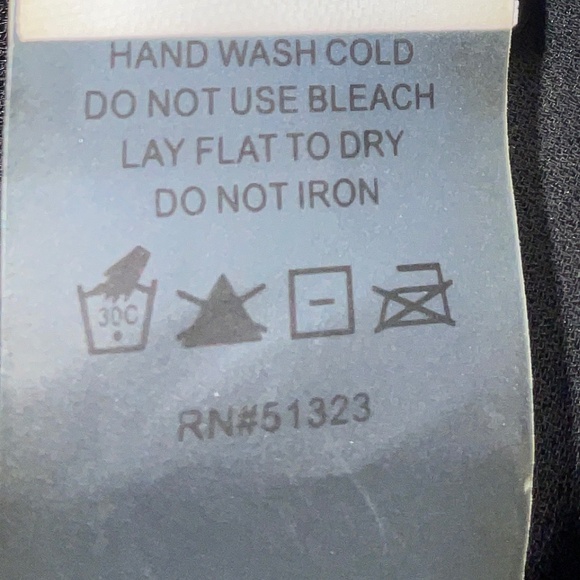 HAND WASH COLD
DO NOT USE BLEACH
LAY FLAT TO DRY
DO NOT IRON
30C
RN#51323